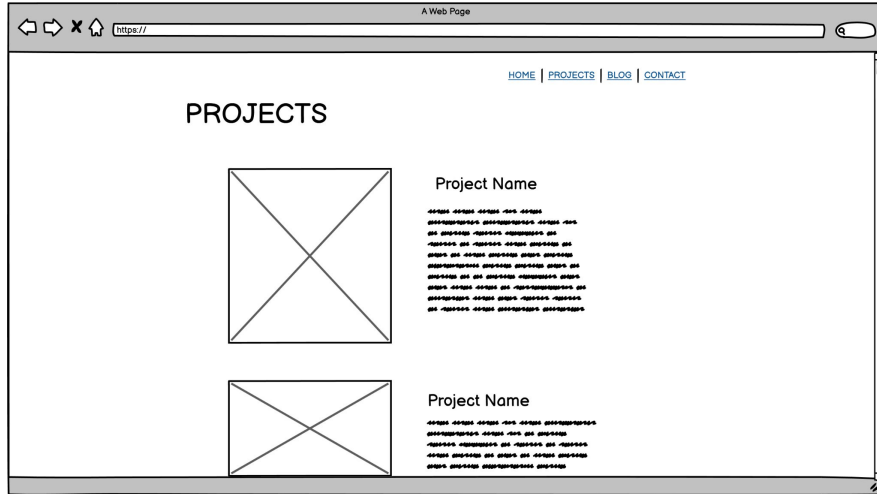 A Web Page
https://
HOME | PROJECTS | BLOG | CONTACT
PROJECTS
Project Name
Project Name